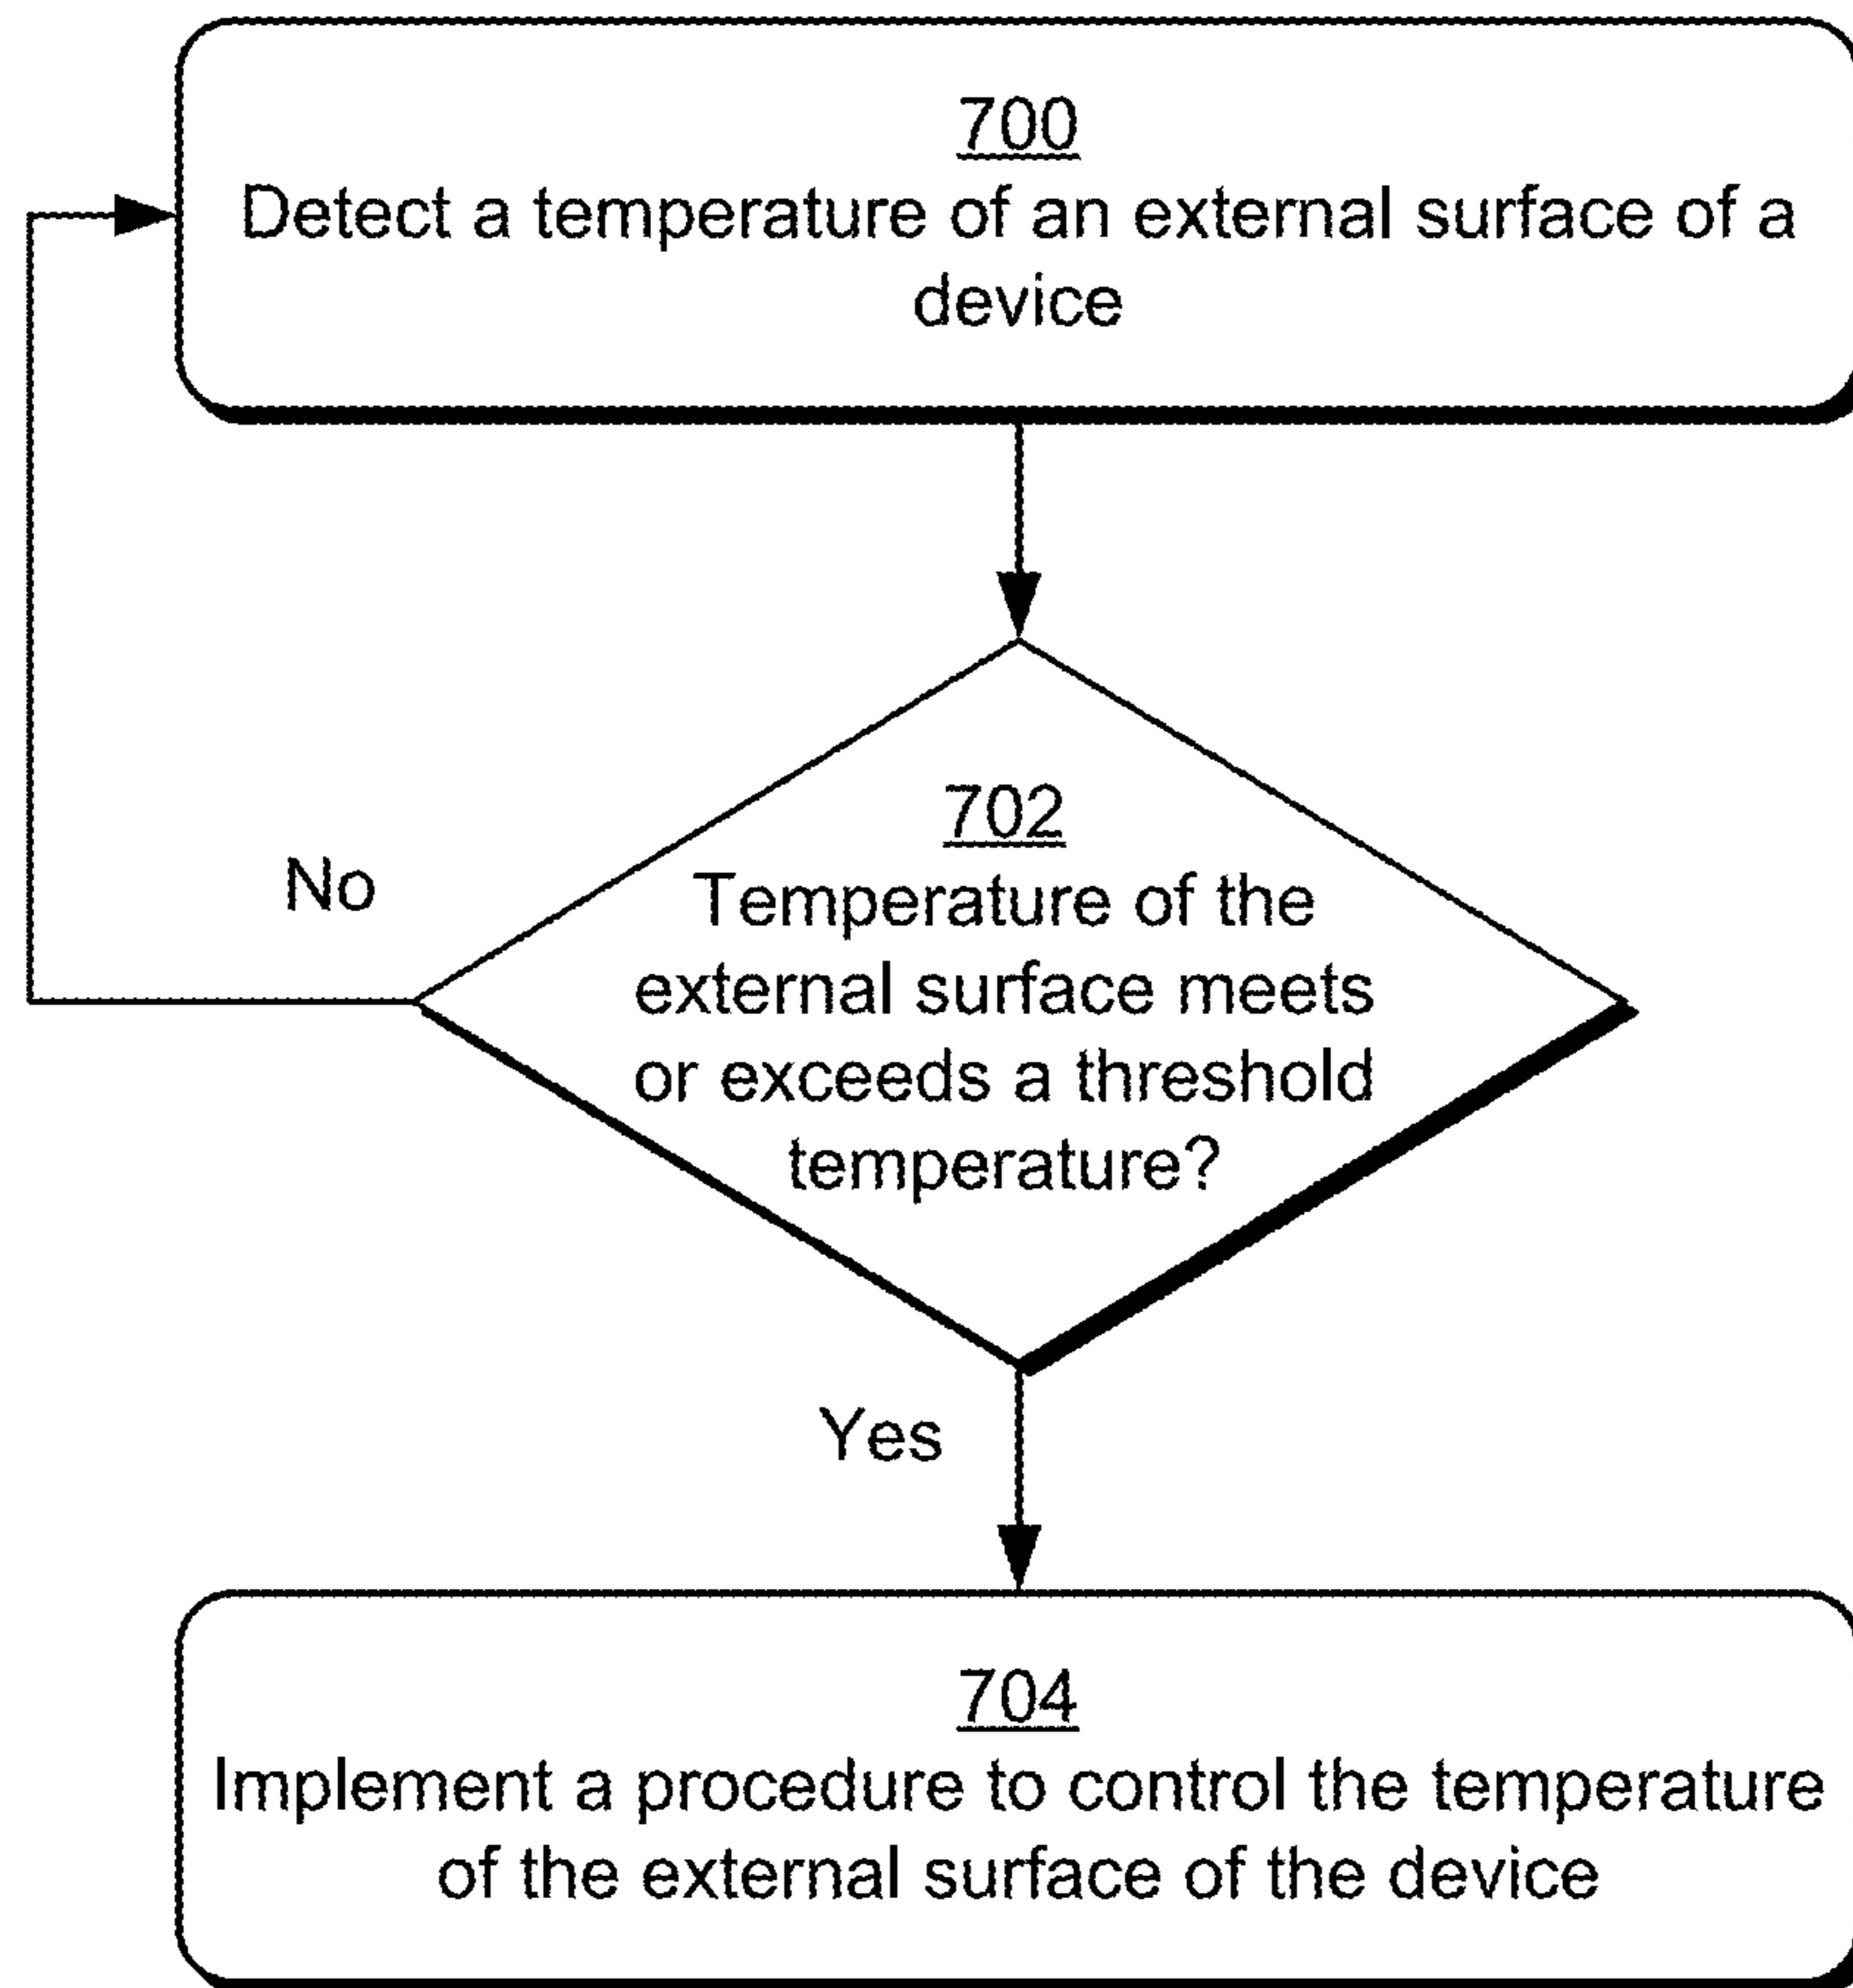 700
Detect a temperature of an external surface of a
device
702
Temperature of the
external surface meets
or exceeds a threshold
temperature?
No
Yes
704
Implement a procedure to control the temperature
of the external surface of the device